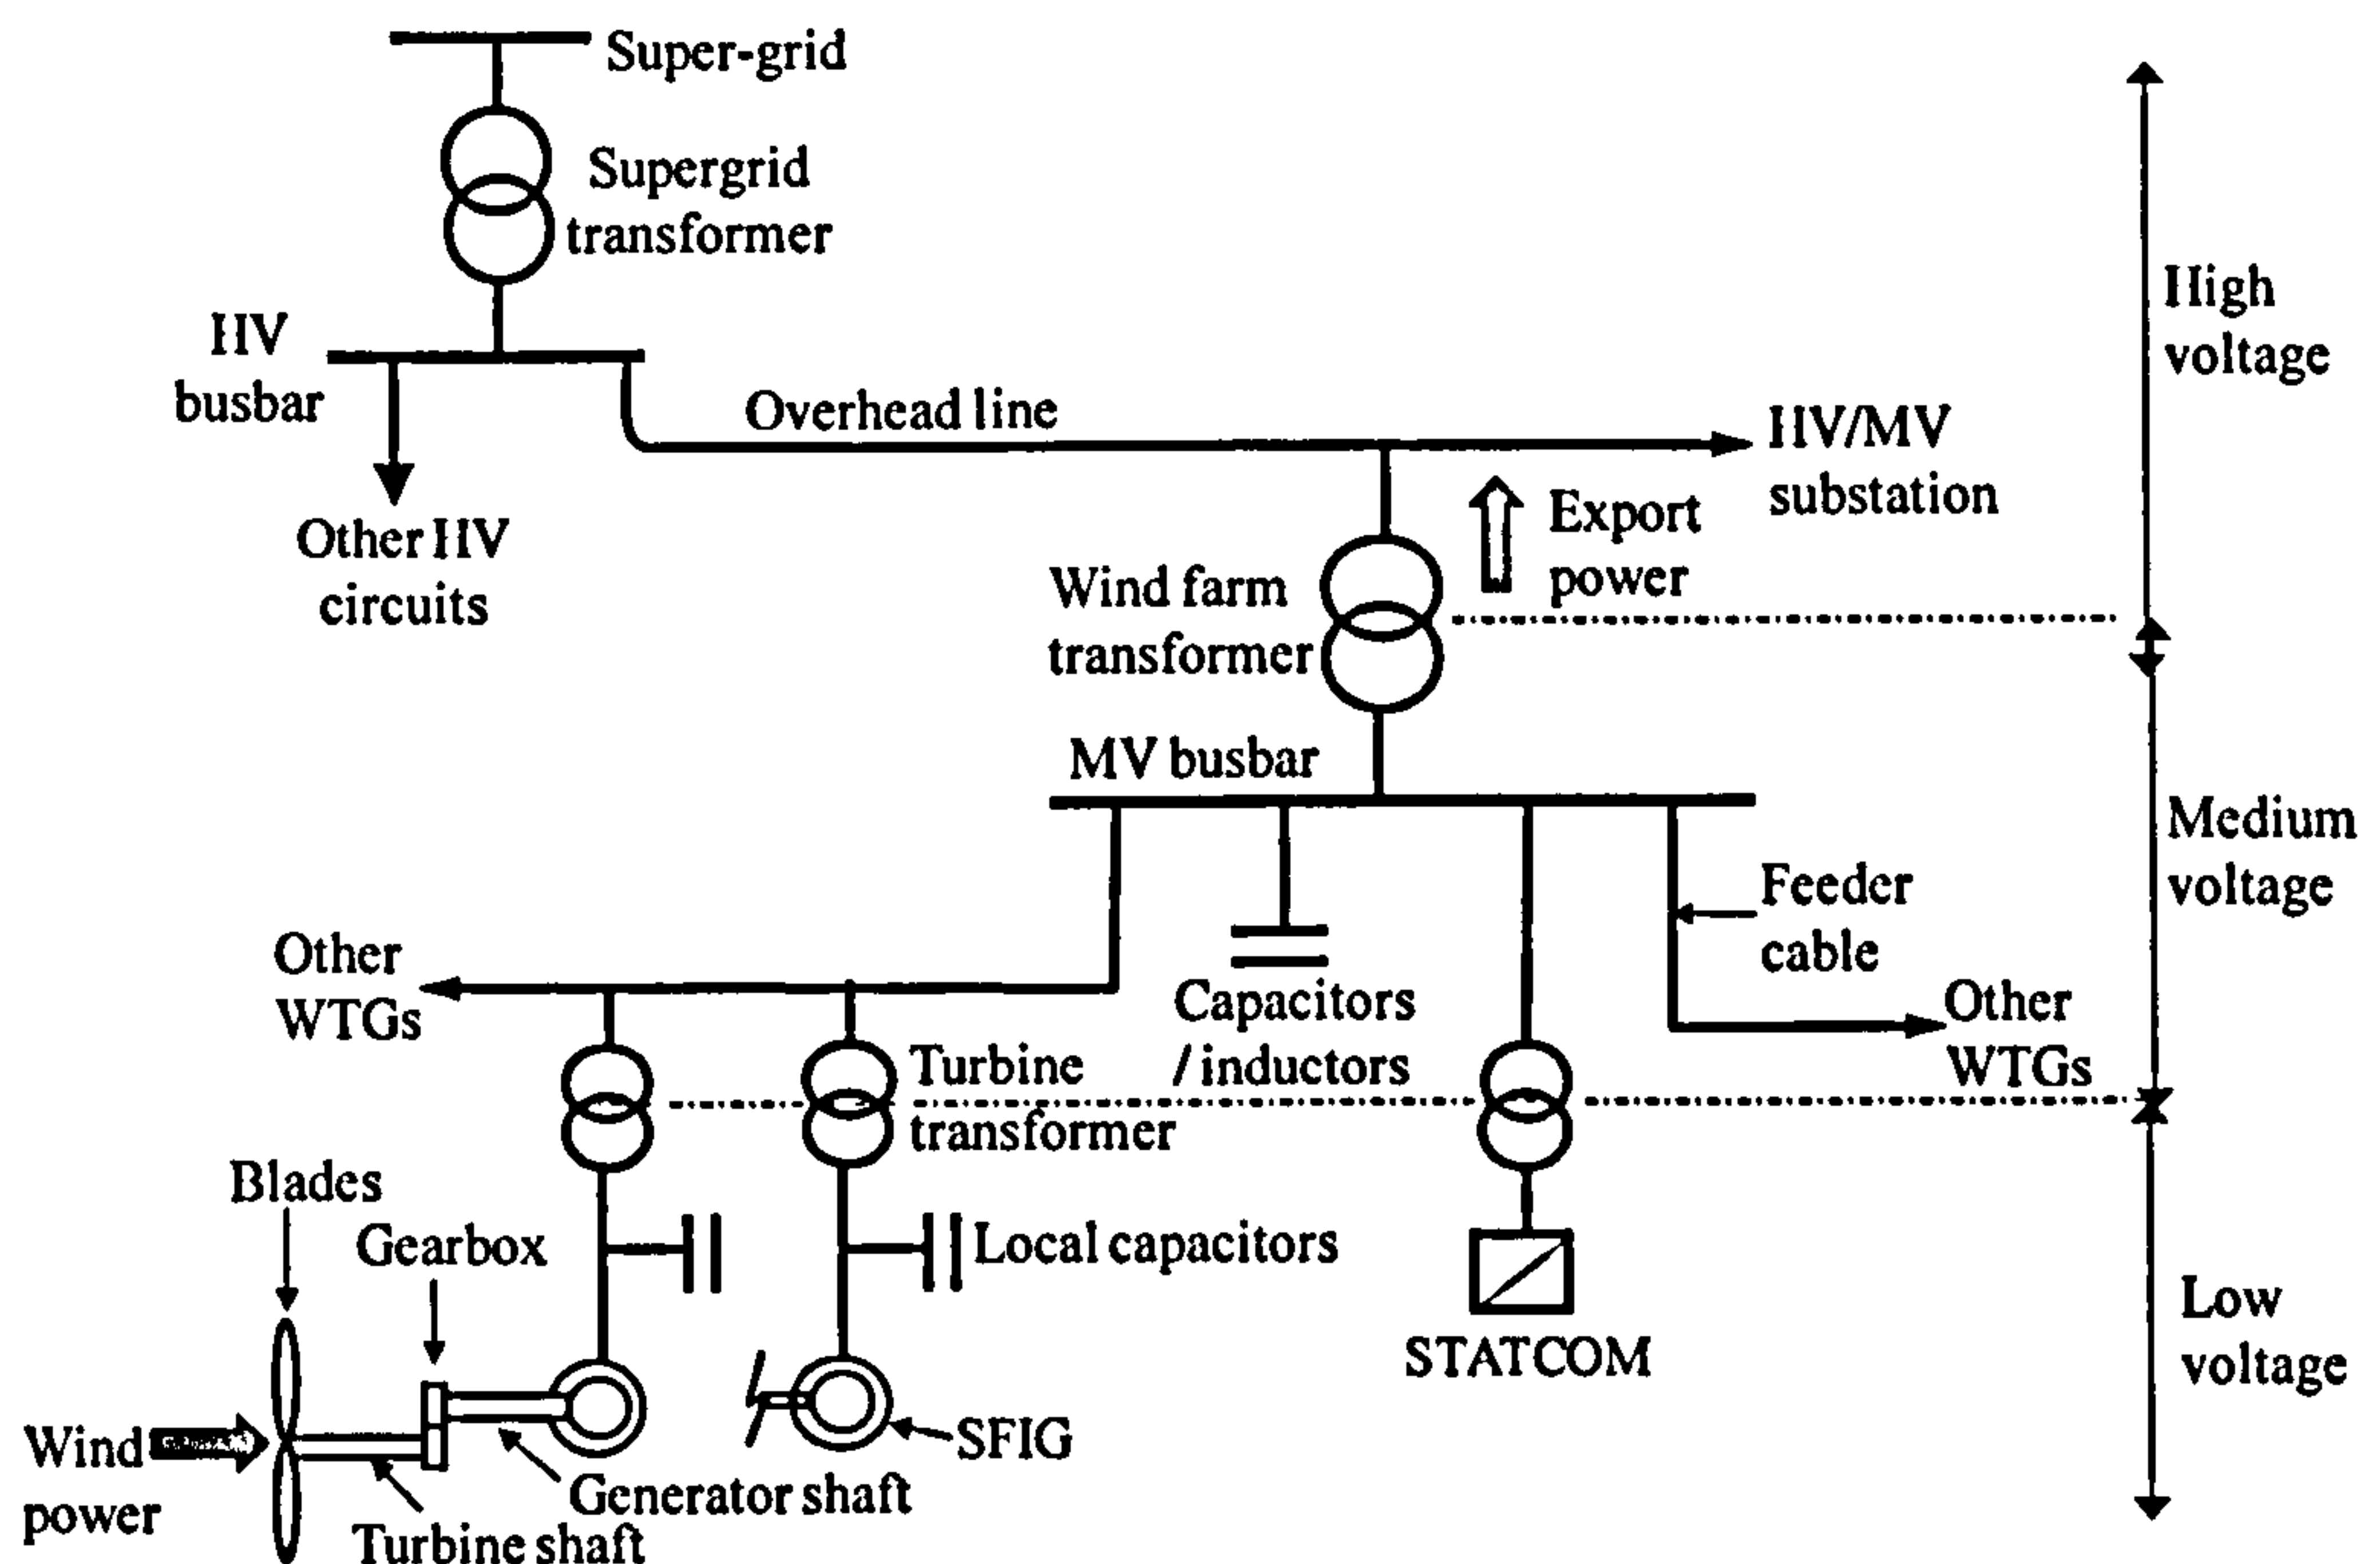 Super-grid
Supergrid
transformer
HV
busbar
Overhead line
HV/MV
substation
Other HV
circuits
Export
power
Wind farm
transformer
High
voltage
MV busbar
Medium
voltage
Feeder
cable
Other
WTGs
Capacitors
/ inductors
Other
WTGs
Turbine
transformer
Blades
Gearbox
Local capacitors
STATCOM
Low
voltage
Wind
power
SFIG
Generator shaft
Turbine shaft